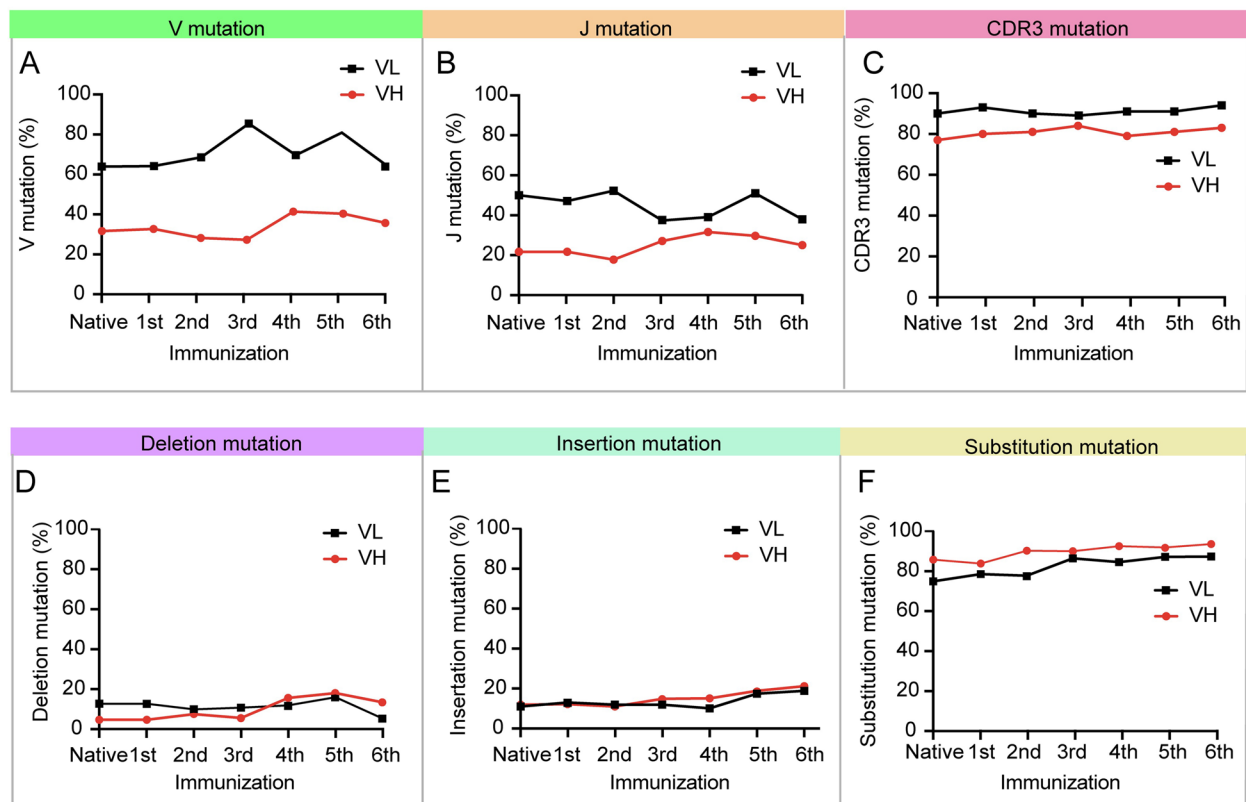 V mutation
J mutation
CDR3 mutation
A
VL
VH
V mutation (%)
100
80
60
40
20
0
Native 1st 2nd 3rd 4th 5th 6th
Immunization
B
VL
VH
J mutation (%)
100
80
60
40
20
0
Native 1st 2nd 3rd 4th 5th 6th
Immunization
C
VL
VH
CDR3 mutation (%)
100
80
60
40
20
0
Native 1st 2nd 3rd 4th 5th 6th
Immunization
Deletion mutation
Insertion mutation
Substitution mutation
D
VL
VH
Deletion mutation (%)
100
80
60
40
20
0
Native 1st 2nd 3rd 4th 5th 6th
Immunization
E
VL
VH
Insertation mutation (%)
100
80
60
40
20
0
Native 1st 2nd 3rd 4th 5th 6th
Immunization
F
VL
VH
Substitution mutation (%)
100
80
60
40
20
0
Native 1st 2nd 3rd 4th 5th 6th
Immunization